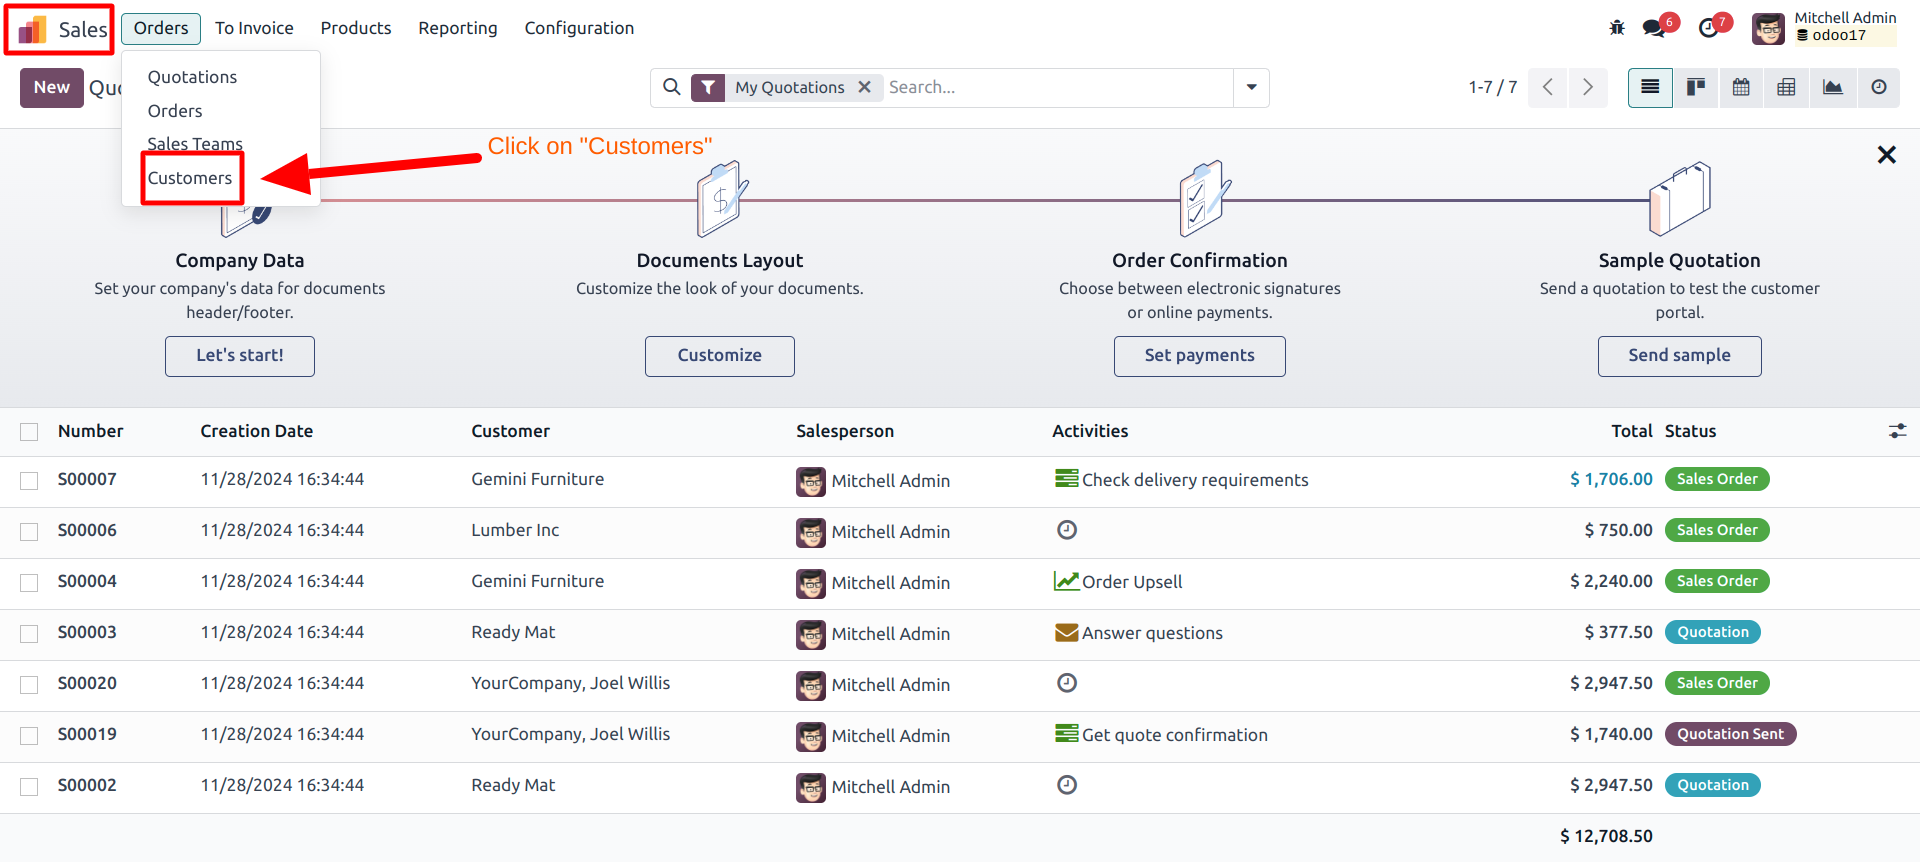 Sales Orders To Invoice Products Reporting Configuration 6 7 Mitchell Admin
odoo17
New Quo My Quotations Search... 1-7 / 7
Quotations
Orders
Sales Teams
Customers
Click on "Customers"
Company Data Documents Layout Order Confirmation Sample Quotation
Set your company's data for documents Customize the look of your documents. Choose between electronic signatures Send a quotation to test the customer
header/footer. or online payments. portal.
Let's start! Customize Set payments Send sample
Number Creation Date Customer Salesperson Activities Total Status
S00007 11/28/2024 16:34:44 Gemini Furniture Mitchell Admin Check delivery requirements $ 1,706.00 Sales Order
S00006 11/28/2024 16:34:44 Lumber Inc Mitchell Admin $ 750.00 Sales Order
S00004 11/28/2024 16:34:44 Gemini Furniture Mitchell Admin Order Upsell $ 2,240.00 Sales Order
S00003 11/28/2024 16:34:44 Ready Mat Mitchell Admin Answer questions $ 377.50 Quotation
S00020 11/28/2024 16:34:44 YourCompany, Joel Willis Mitchell Admin $ 2,947.50 Sales Order
S00019 11/28/2024 16:34:44 YourCompany, Joel Willis Mitchell Admin Get quote confirmation $ 1,740.00 Quotation Sent
S00002 11/28/2024 16:34:44 Ready Mat Mitchell Admin $ 2,947.50 Quotation
$ 12,708.50